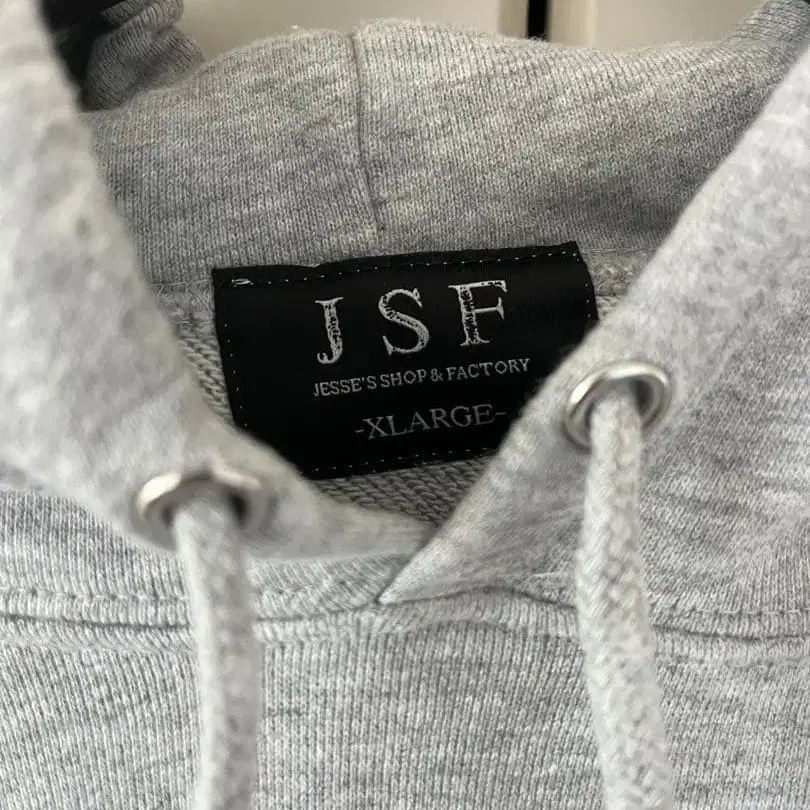 JSF
JESSE'S SHOP & FACTORY
-XLARGE-